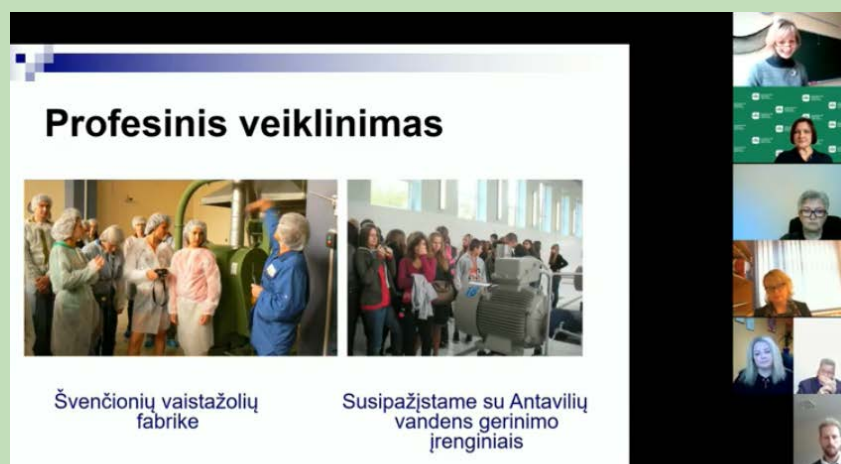 Profesinis veiklinimas
Švenčionių vaistažolių
fabrike
Susipažįstame su Antavilių
vandens gerinimo
įrenginiais